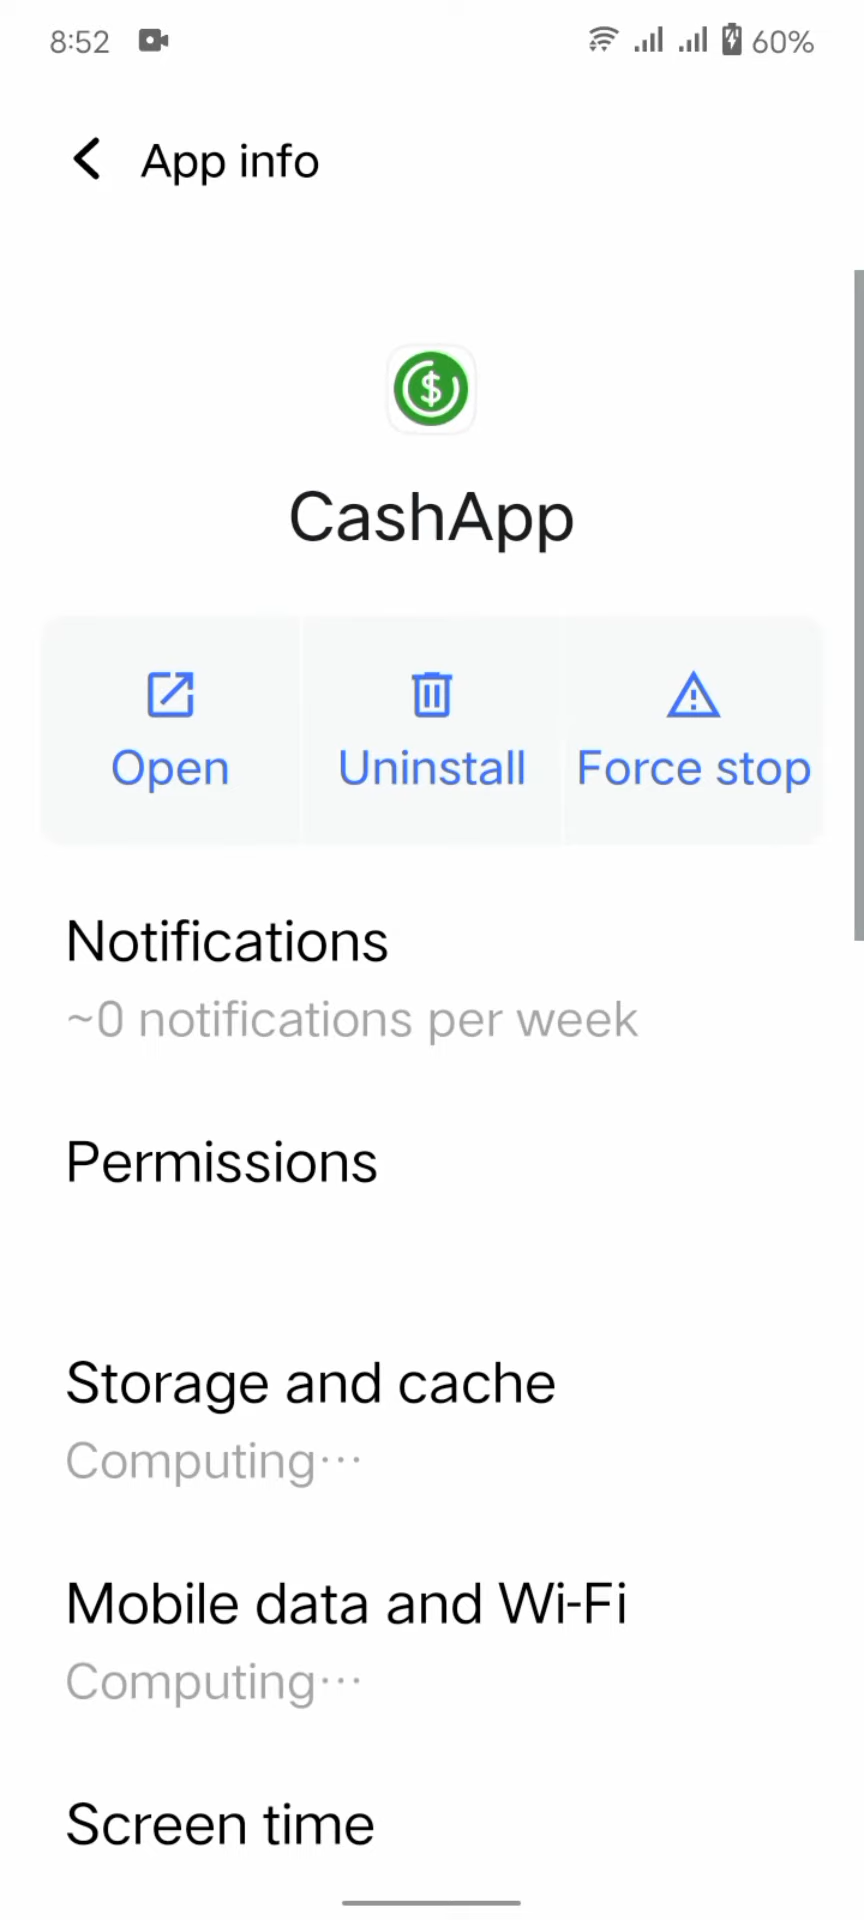 8:52
60%
App info
$
CashApp
Open
Uninstall
Force stop
Notifications
~0 notifications per week
Permissions
Storage and cache
Computing···
Mobile data and Wi-Fi
Computing···
Screen time